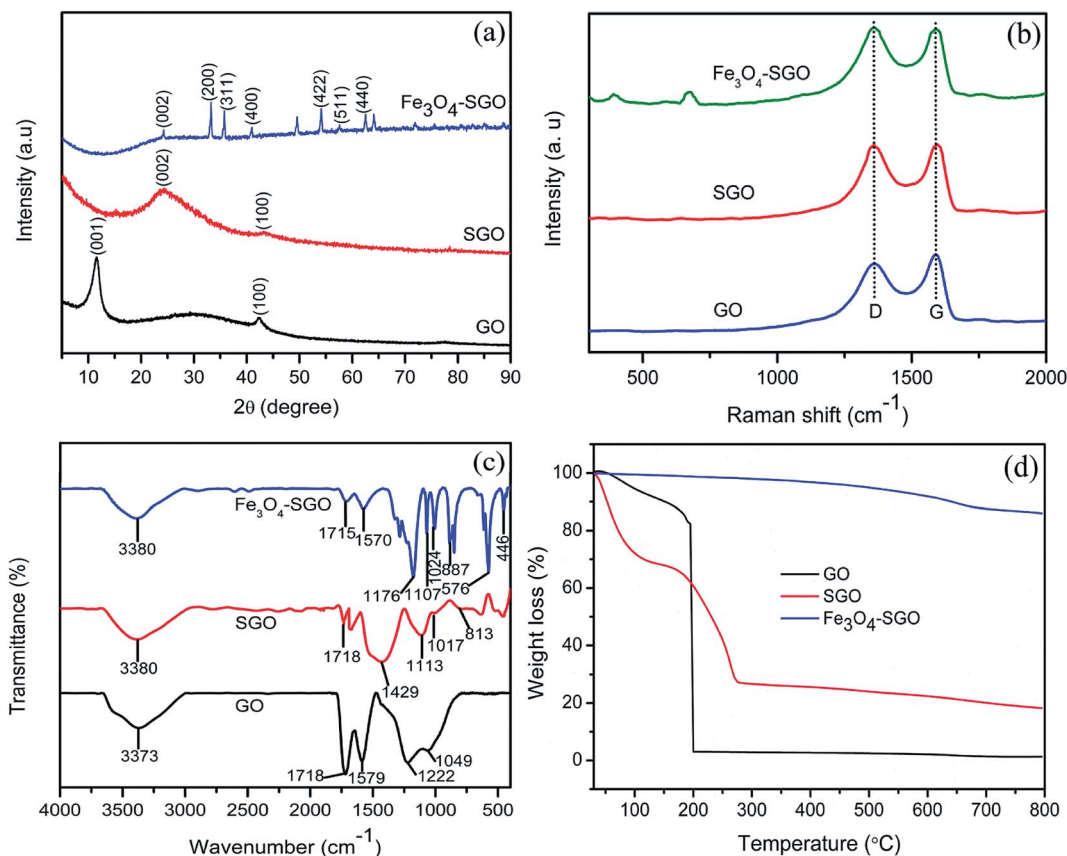 (a)
Intensity (a.u)
(002)
(200)
(311)
(400)
(422)
(511)
(440)
Fe₃O₄-SGO
(002)
(100)
SGO
(001)
(100)
GO
10 20 30 40 50 60 70 80 90
2θ (degree)
(b)
Intensity (a. u)
Fe₃O₄-SGO
SGO
GO
D G
500 1000 1500 2000
Raman shift (cm⁻¹)
(c)
Transmittance (%)
Fe₃O₄-SGO
3380
1715
1570
1176
1107
1024
887
576
446
SGO
3380
1718
1429
1113
1017
813
GO
3373
1718
1579
1222
1049
4000 3500 3000 2500 2000 1500 1000 500
Wavenumber (cm⁻¹)
(d)
Weight loss (%)
100
80
60
40
20
0
GO
SGO
Fe₃O₄-SGO
100 200 300 400 500 600 700 800
Temperature (°C)